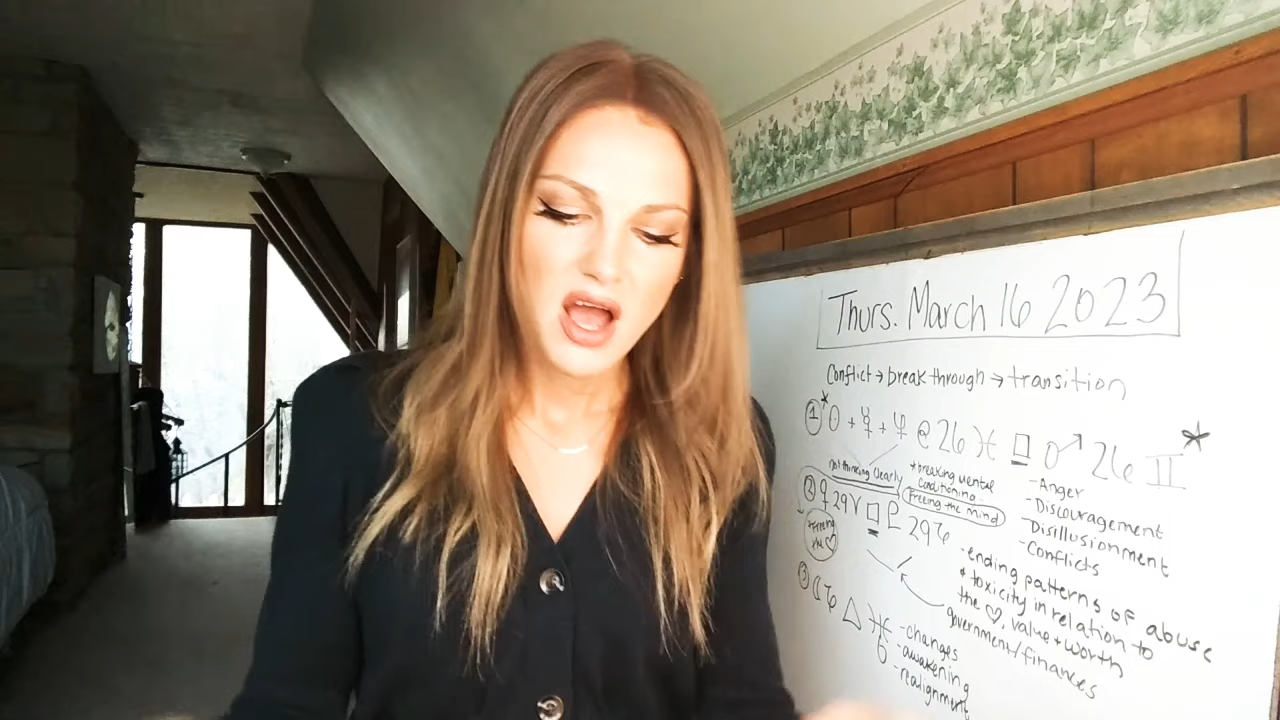 Thurs. March 16 2023
Conflict → break through → transition
① * ☉ + ☿ + ♆ @ 26 ♓ □ ♂ 26 ♊ *
not thinking clearly
* breaking mental
conditioning
Freeing the mind
- Anger
- Discouragement
- Disillusionment
- Conflicts
② ♀ 29 ♈ □ ♇ 29 ♑
* Freeing
the ♡
- ending patterns of abuse
+ toxicity in relation to
the ♡, value + worth
government/finances
③ ☾ ♑ △ ♅
- changes
- awakening
- realignment